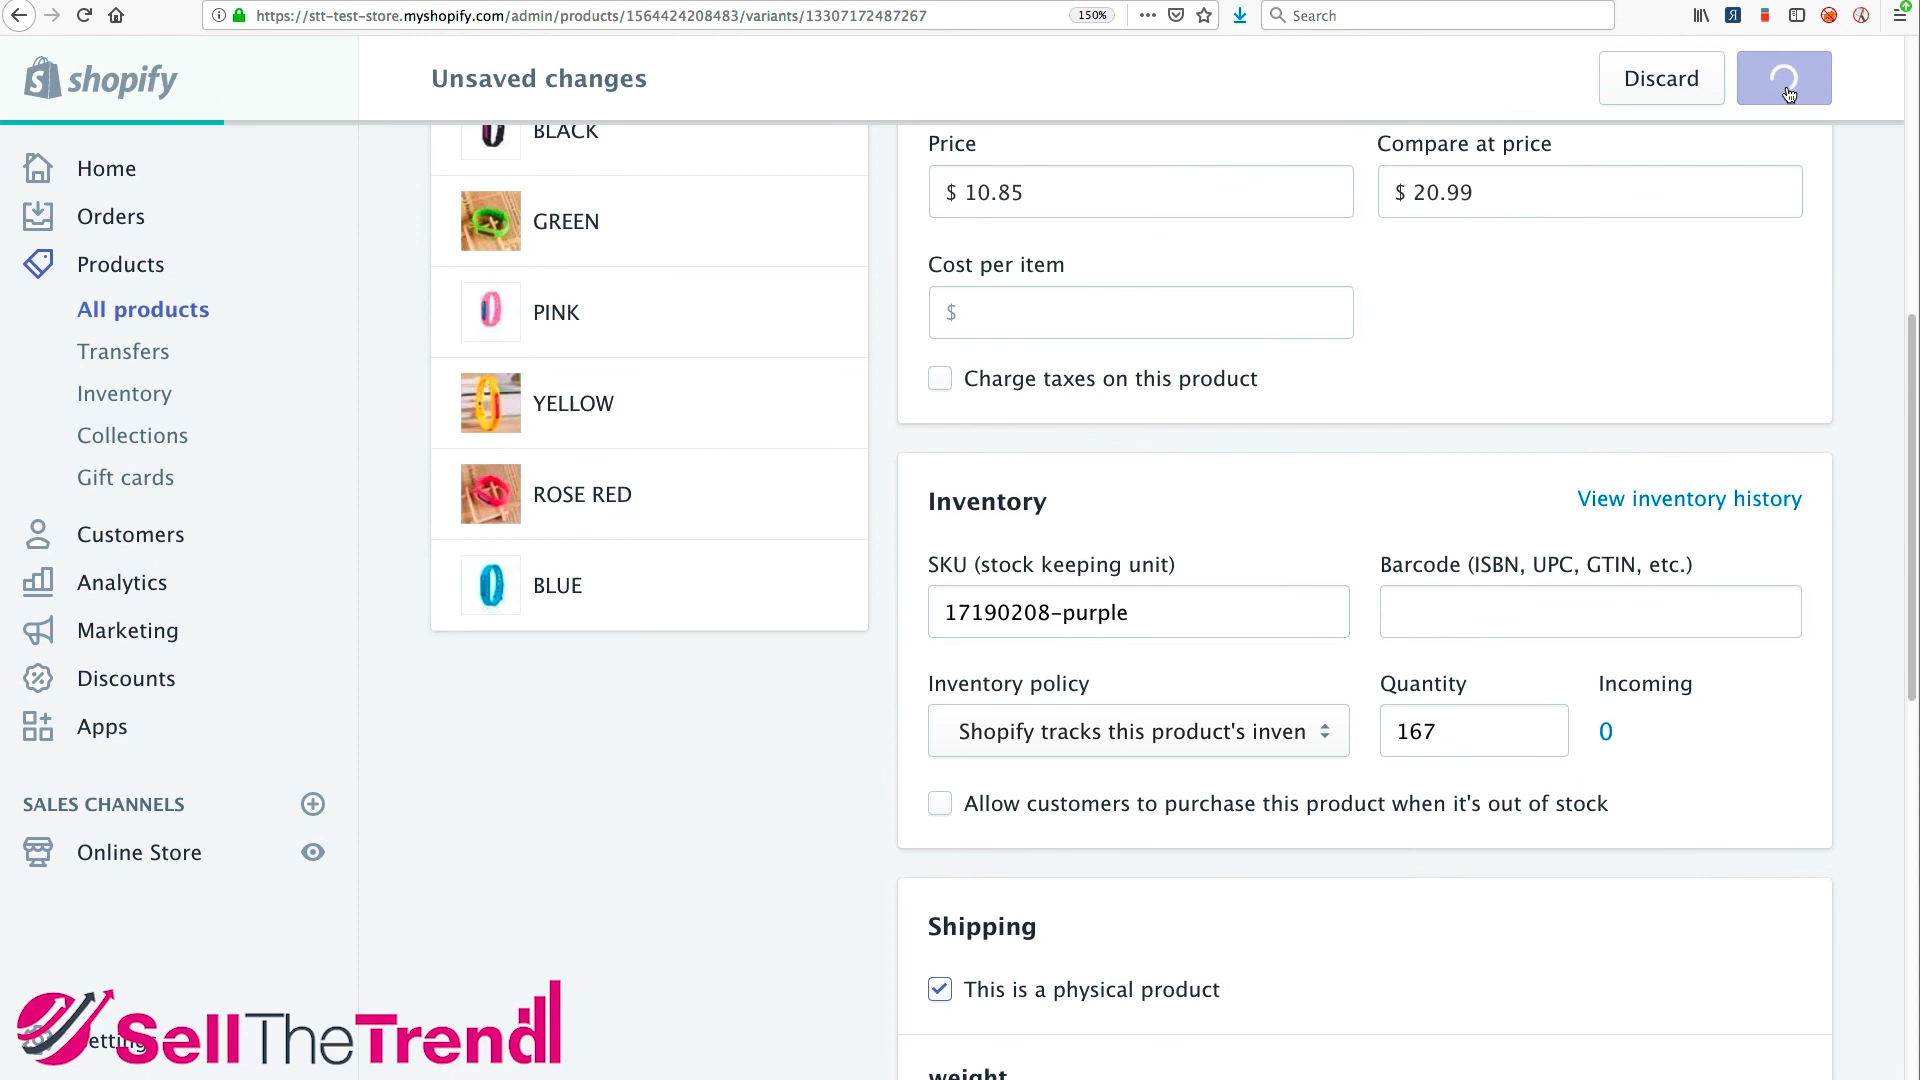 https://stt-test-store.myshopify.com/admin/products/1564424208483/variants/13307172487267
150%
Search
shopify
Unsaved changes
Discard
Home
Orders
Products
All products
Transfers
Inventory
Collections
Gift cards
Customers
Analytics
Marketing
Discounts
Apps
SALES CHANNELS
Online Store
SellTheTrend
BLACK
GREEN
PINK
YELLOW
ROSE RED
BLUE
Price
Compare at price
$ 10.85
$ 20.99
Cost per item
$
Charge taxes on this product
Inventory
View inventory history
SKU (stock keeping unit)
Barcode (ISBN, UPC, GTIN, etc.)
17190208-purple
Inventory policy
Quantity
Incoming
Shopify tracks this product's inven
167
0
Allow customers to purchase this product when it's out of stock
Shipping
This is a physical product
weight